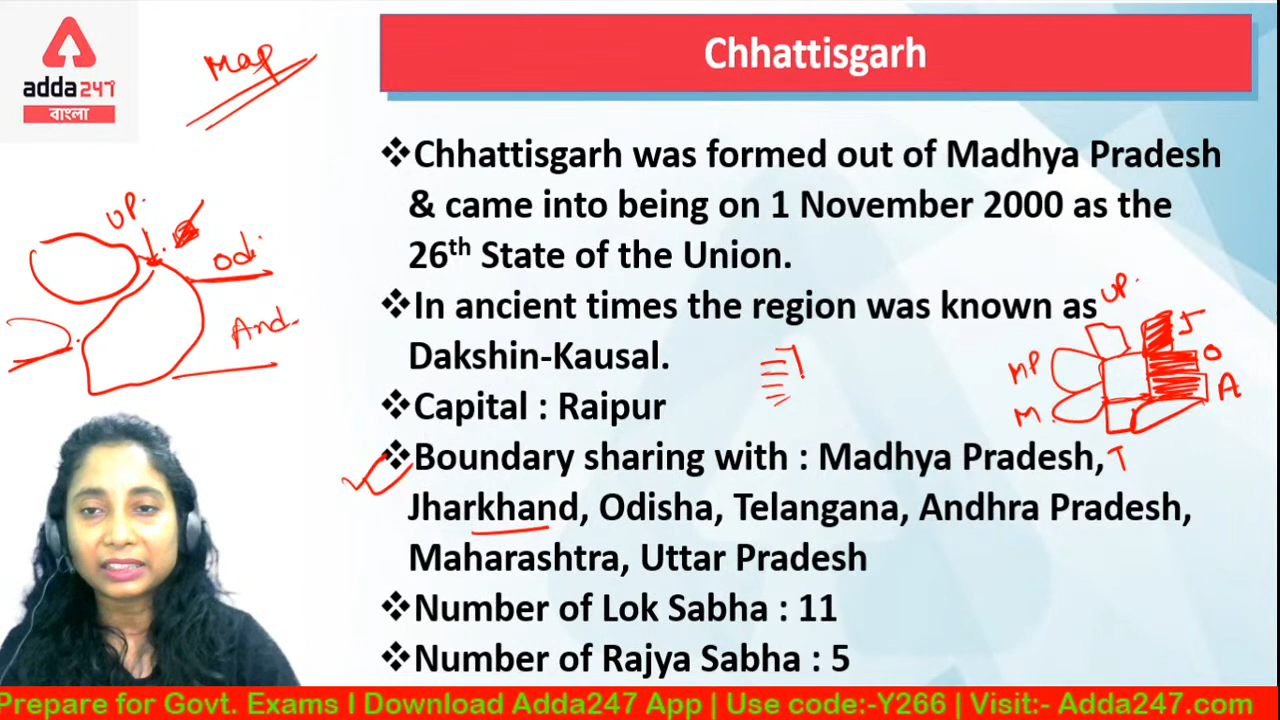 adda247
বাংলা
Map
Chhattisgarh
❖Chhattisgarh was formed out of Madhya Pradesh
& came into being on 1 November 2000 as the
26th State of the Union.
❖In ancient times the region was known as
Dakshin-Kausal.
❖Capital : Raipur
❖Boundary sharing with : Madhya Pradesh,
Jharkhand, Odisha, Telangana, Andhra Pradesh,
Maharashtra, Uttar Pradesh
❖Number of Lok Sabha : 11
❖Number of Rajya Sabha : 5
UP.
Odi.
And.
UP.
J
MP
O
A
M
T
Prepare for Govt. Exams I Download Adda247 App | Use code:-Y266 | Visit:- Adda247.com